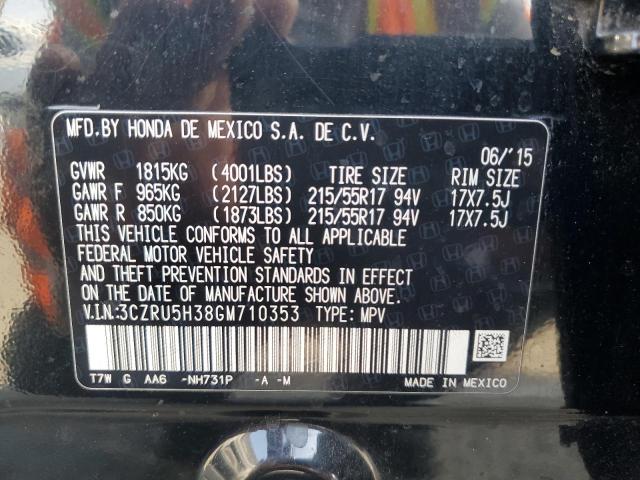 MFD.BY HONDA DE MEXICO S.A. DE C.V.
06/'15
GVWR 1815KG (4001LBS) TIRE SIZE RIM SIZE
GAWR F 965KG (2127LBS) 215/55R17 94V 17X7.5J
GAWR R 850KG (1873LBS) 215/55R17 94V 17X7.5J
THIS VEHICLE CONFORMS TO ALL APPLICABLE
FEDERAL MOTOR VEHICLE SAFETY
AND THEFT PREVENTION STANDARDS IN EFFECT
ON THE DATE OF MANUFACTURE SHOWN ABOVE.
V.I.N:3CZRU5H38GM710353 TYPE: MPV
T7W G AA6 -NH731P -A -M MADE IN MEXICO